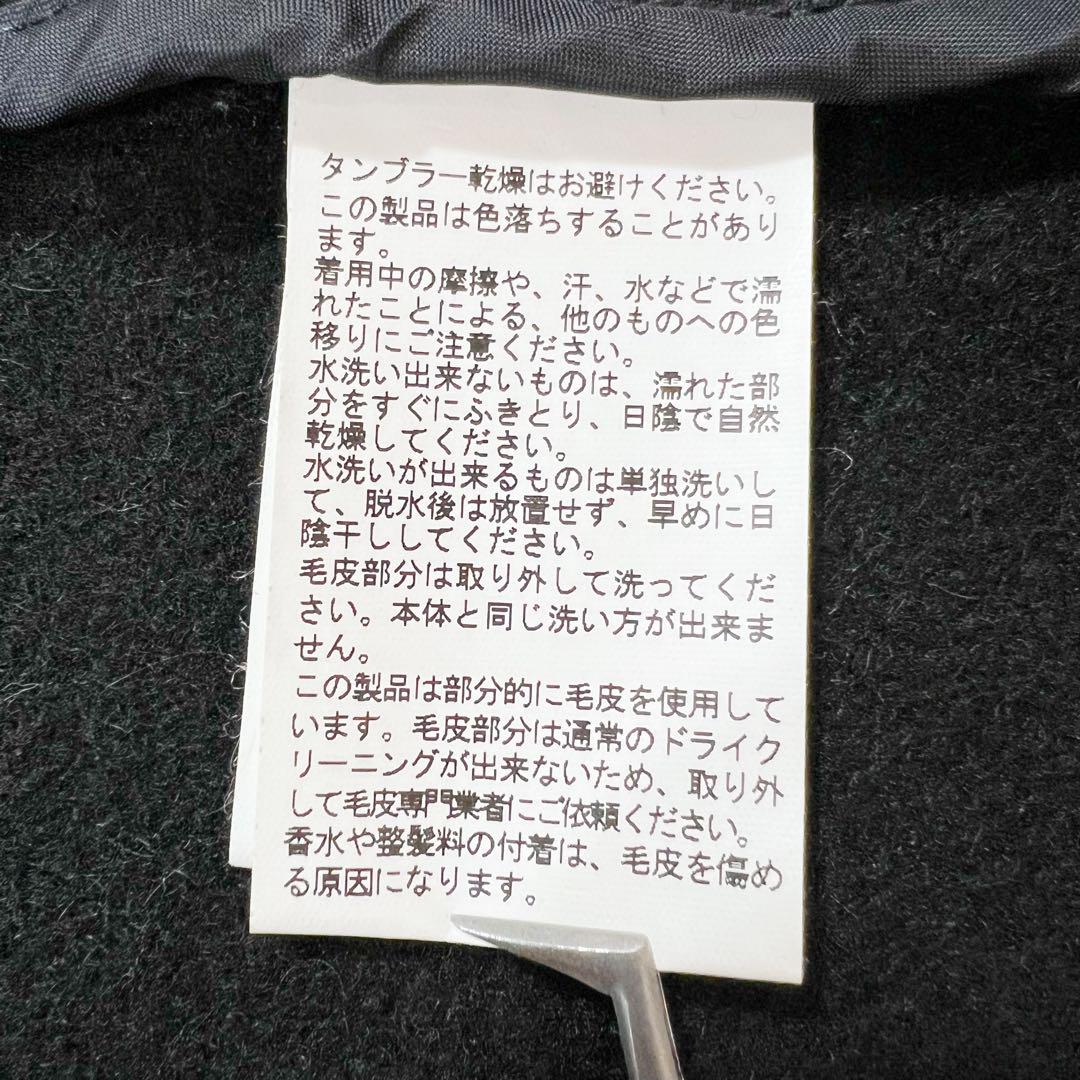 タンブラー乾燥はお避けください。
この製品は色落ちすることがあり
ます。
着用中の摩擦や、汗、水などで濡
れたことによる、他のものへの色
移りにご注意ください。
水洗い出来ないものは、濡れた部
分をすぐにふきとり、日陰で自然
乾燥してください。
水洗いが出来るものは単独洗いし
て、脱水後は放置せず、早めに日
陰干ししてください。
毛皮部分は取り外して洗ってくだ
さい。本体と同じ洗い方が出来ま
せん。
この製品は部分的に毛皮を使用して
います。毛皮部分は通常のドライク
リーニングが出来ないため、取り外
して毛皮専門業者にご依頼ください。
香水や整髪料の付着は、毛皮を傷め
る原因になります。